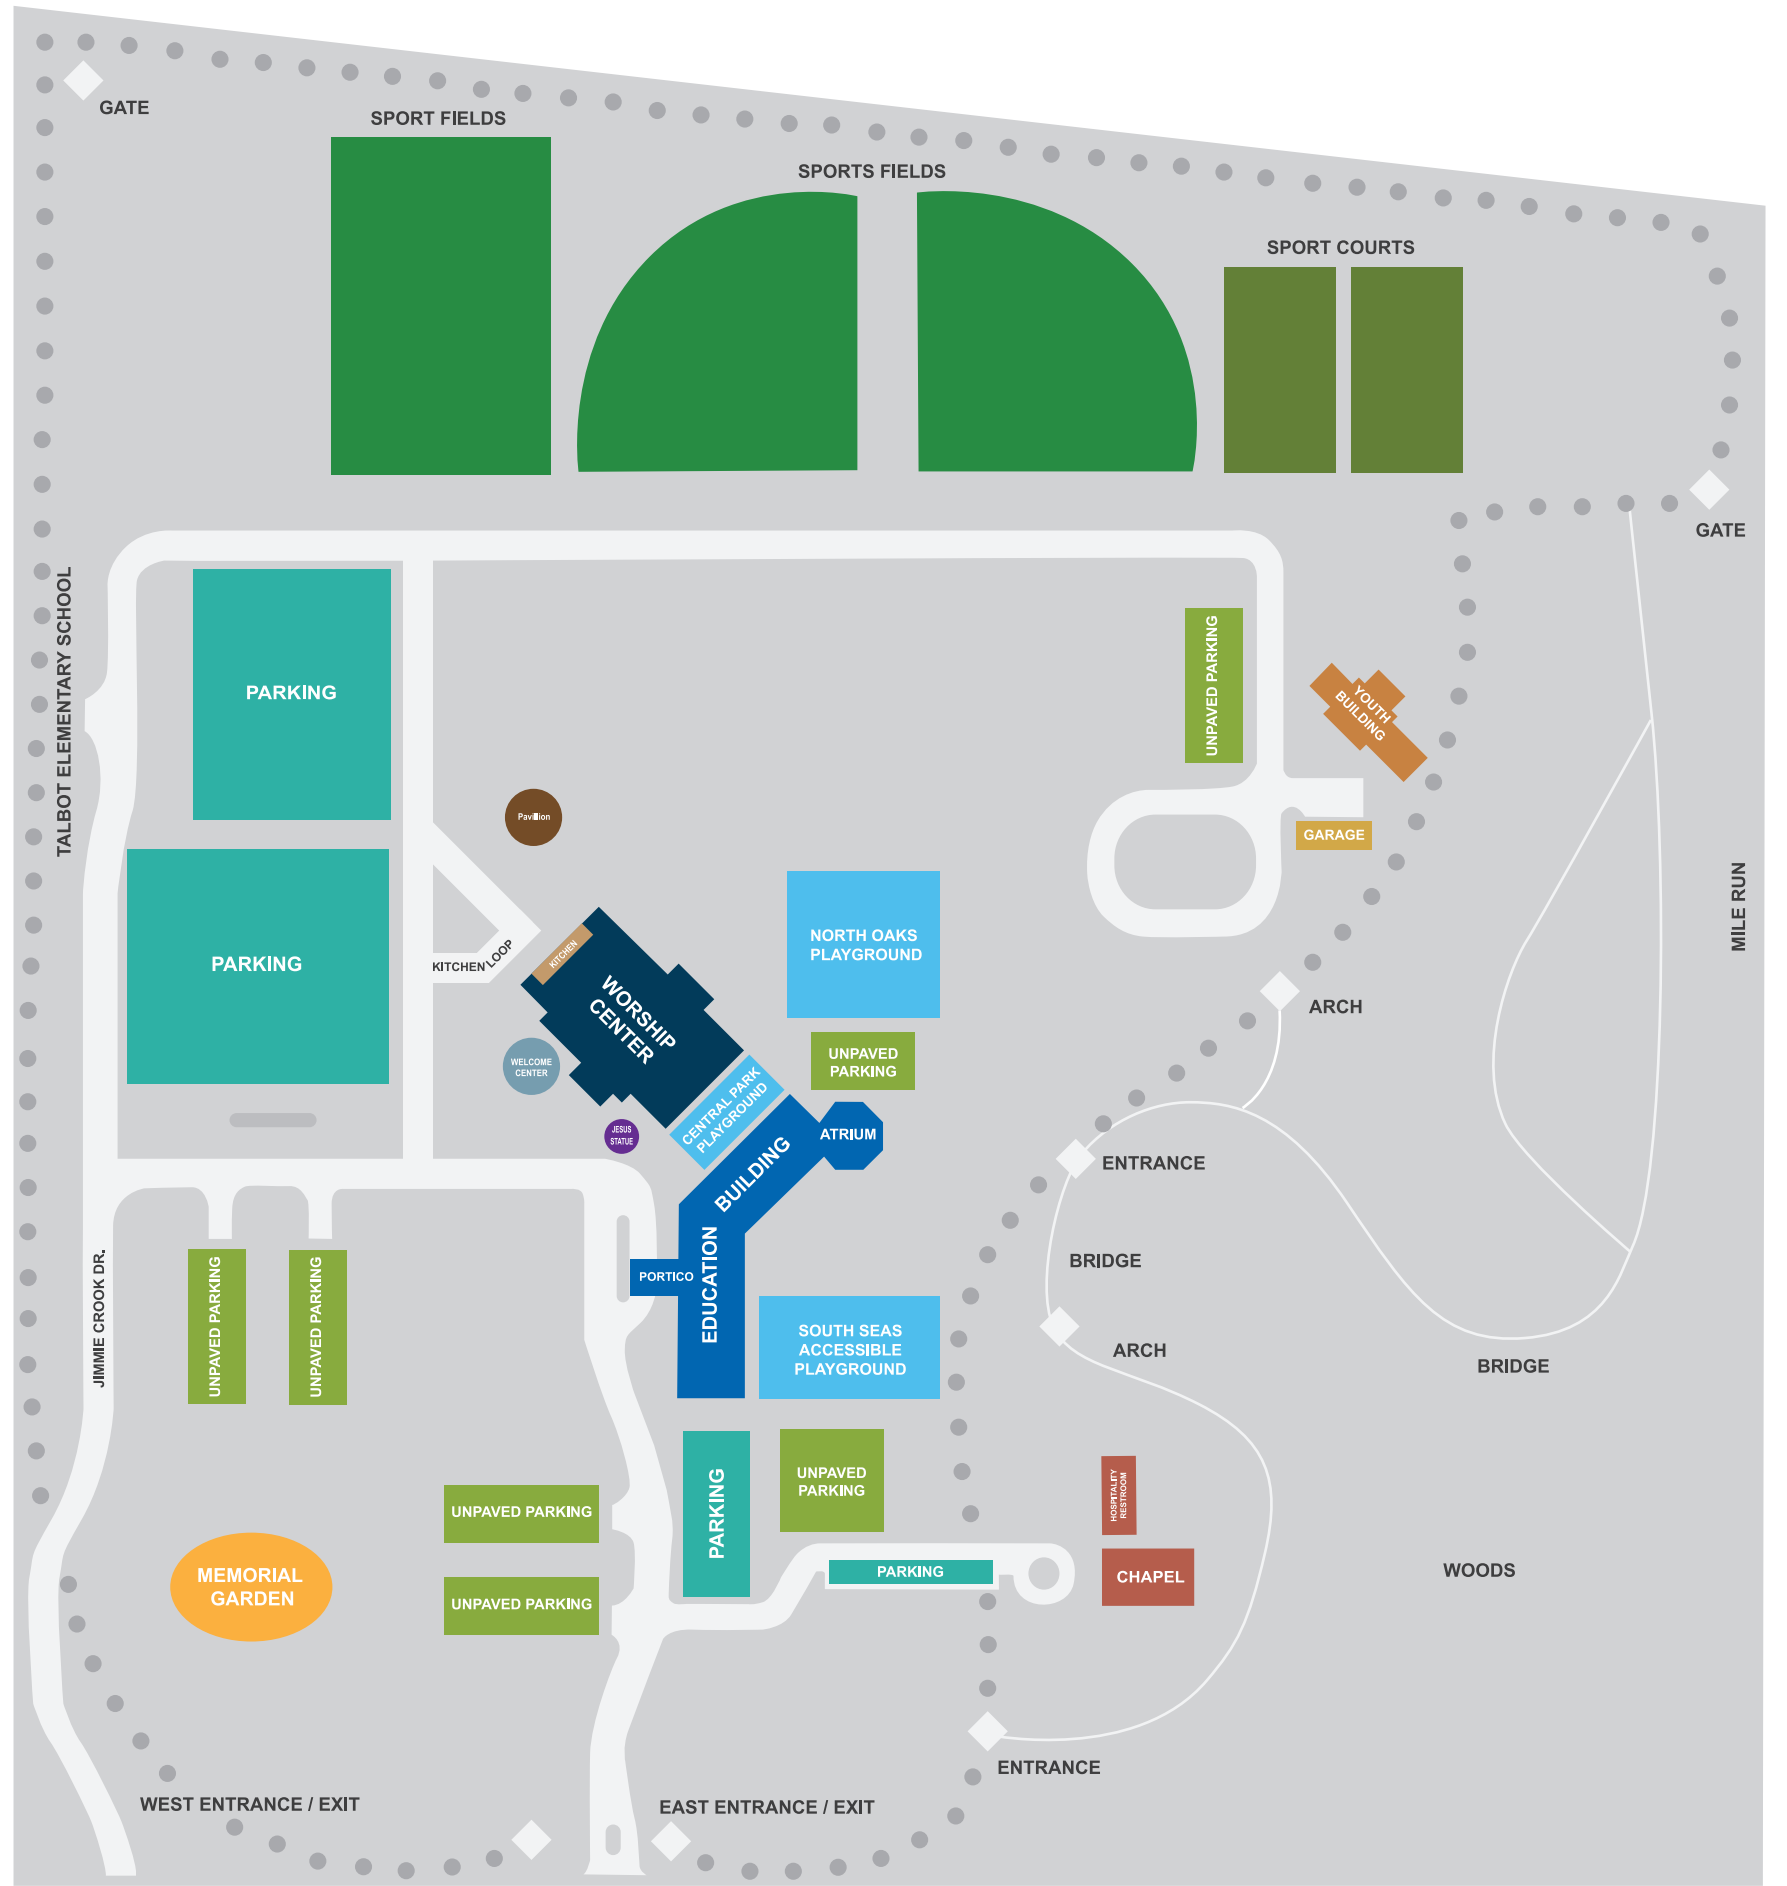 GATE
SPORT FIELDS
SPORTS FIELDS
SPORT COURTS
GATE
TALBOT ELEMENTARY SCHOOL
PARKING
UNPAVED PARKING
YOUTH
BUILDING
Pavillion
GARAGE
PARKING
KITCHEN LOOP
KITCHEN
WORSHIP
CENTER
NORTH OAKS
PLAYGROUND
MILE RUN
ARCH
WELCOME
CENTER
UNPAVED
PARKING
CENTRAL PARK
PLAYGROUND
JESUS
STATUE
ATRIUM
ENTRANCE
EDUCATION BUILDING
PORTICO
BRIDGE
JIMMIE CROOK DR.
UNPAVED PARKING
UNPAVED PARKING
SOUTH SEAS
ACCESSIBLE
PLAYGROUND
ARCH
BRIDGE
PARKING
UNPAVED
PARKING
HOSPITALITY
RESTROOM
UNPAVED PARKING
MEMORIAL
GARDEN
UNPAVED PARKING
PARKING
CHAPEL
WOODS
ENTRANCE
WEST ENTRANCE / EXIT
EAST ENTRANCE / EXIT